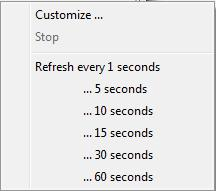 Customize ...
Stop
Refresh every 1 seconds
... 5 seconds
... 10 seconds
... 15 seconds
... 30 seconds
... 60 seconds